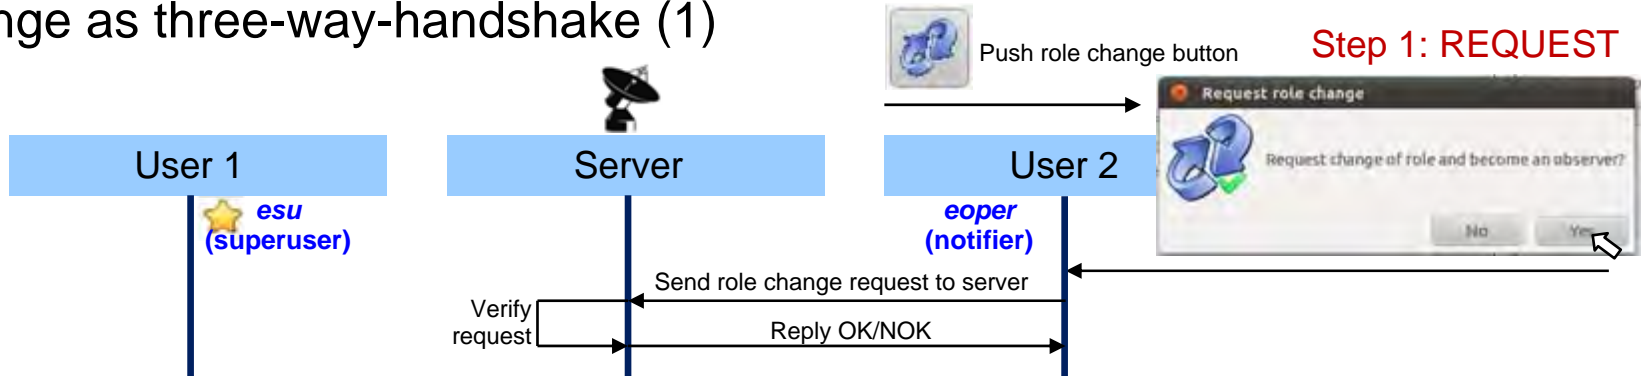 nge as three-way-handshake (1)
Push role change button
Step 1: REQUEST
Request role change
Request change of role and become an observer?
No
Yes
User 1
Server
User 2
esu
(superuser)
eoper
(notifier)
Send role change request to server
Verify
request
Reply OK/NOK